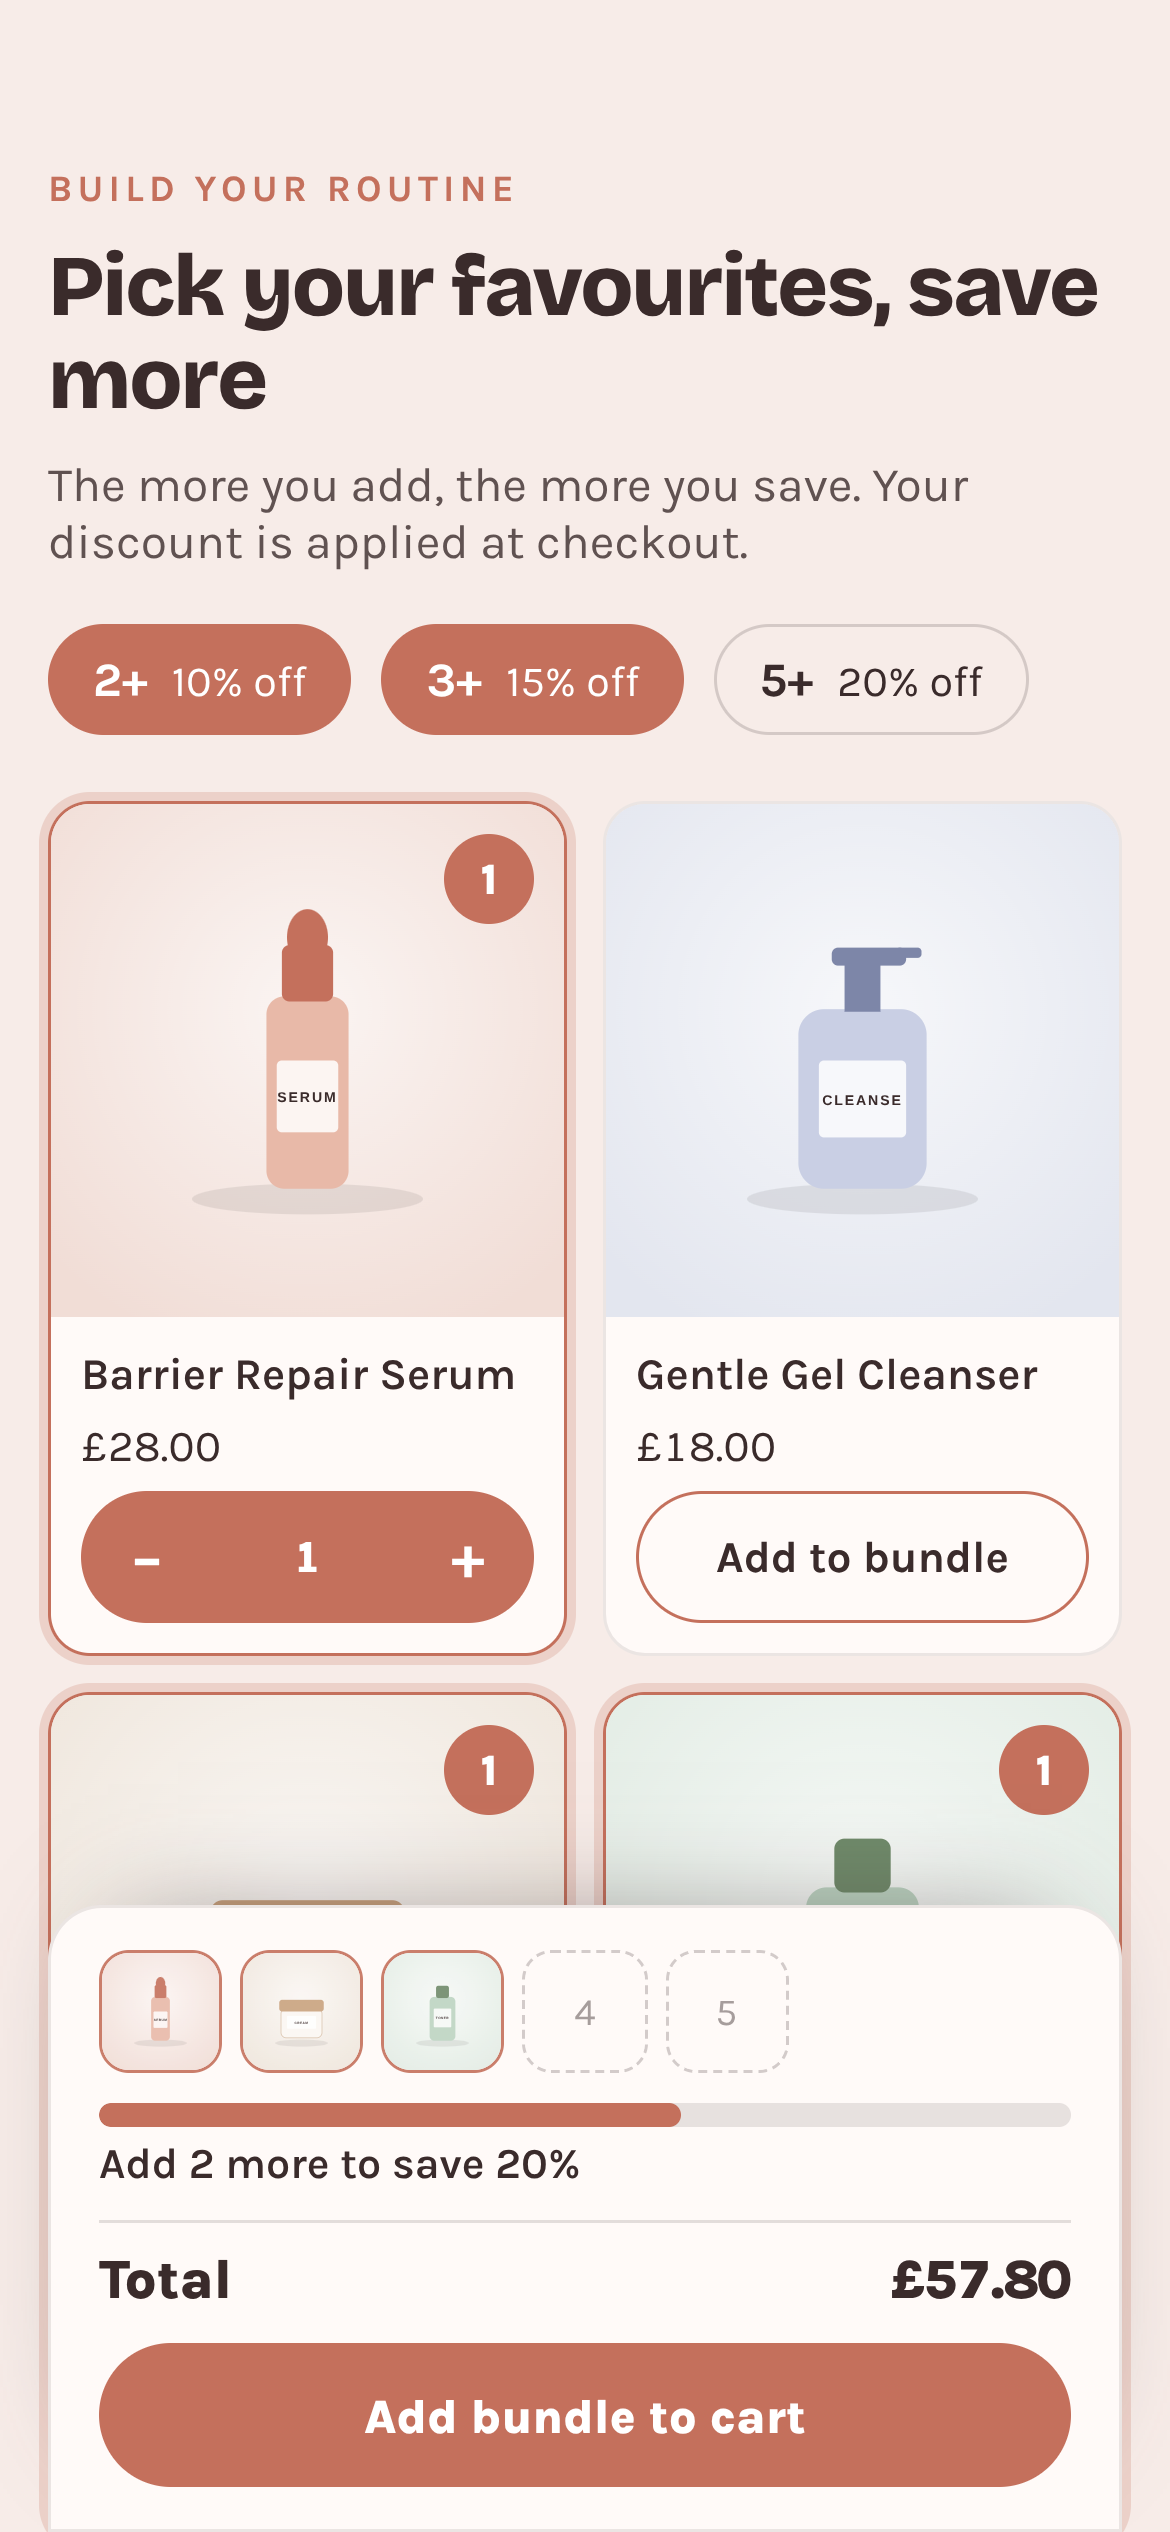 BUILD YOUR ROUTINE
Pick your favourites, save
more
The more you add, the more you save. Your
discount is applied at checkout.
2+ 10% off
3+ 15% off
5+ 20% off
1
SERUM
CLEANSE
Barrier Repair Serum
£28.00
− 1 +
Gentle Gel Cleanser
£18.00
Add to bundle
1
1
SERUM
CREAM
TONER
4
5
Add 2 more to save 20%
Total £57.80
Add bundle to cart